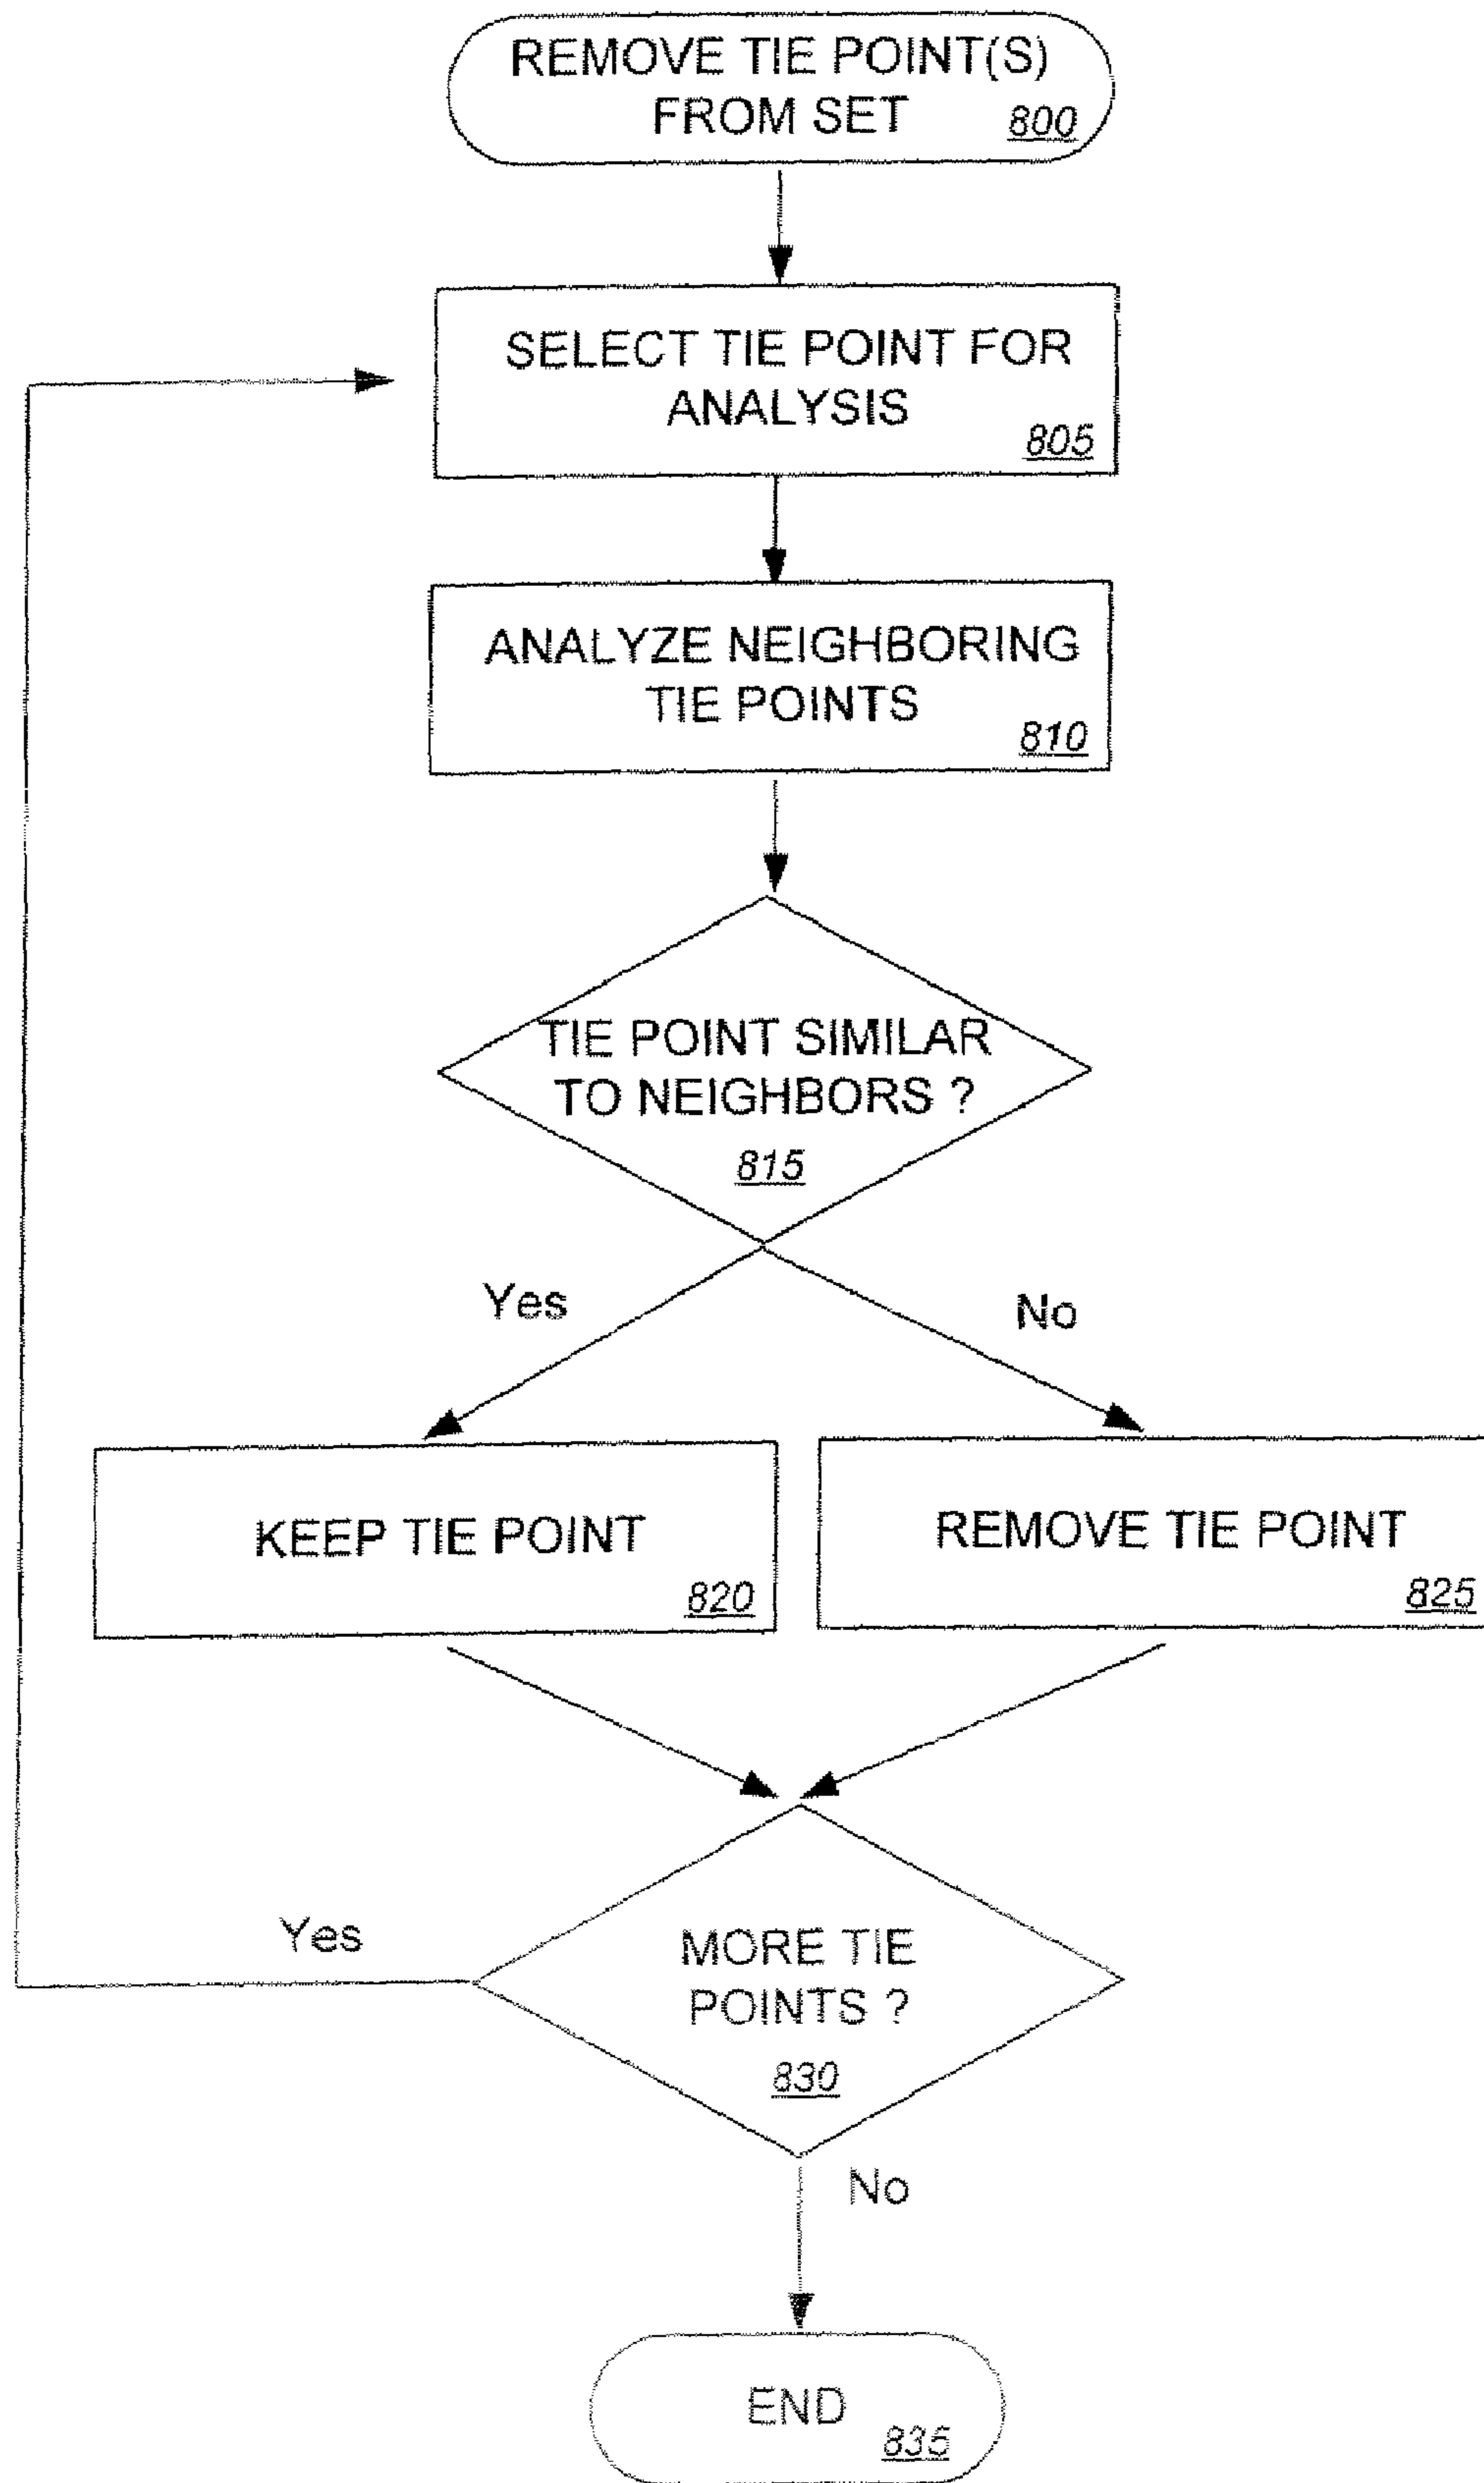 REMOVE TIE POINT(S)
FROM SET
800
SELECT TIE POINT FOR
ANALYSIS
805
ANALYZE NEIGHBORING
TIE POINTS
810
TIE POINT SIMILAR
TO NEIGHBORS ?
815
Yes
No
KEEP TIE POINT
820
REMOVE TIE POINT
825
Yes
MORE TIE
POINTS ?
830
No
END
835